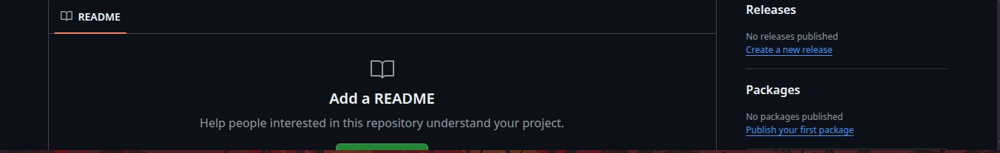 README
Add a README
Help people interested in this repository understand your project.
Releases
No releases published
Create a new release
Packages
No packages published
Publish your first package